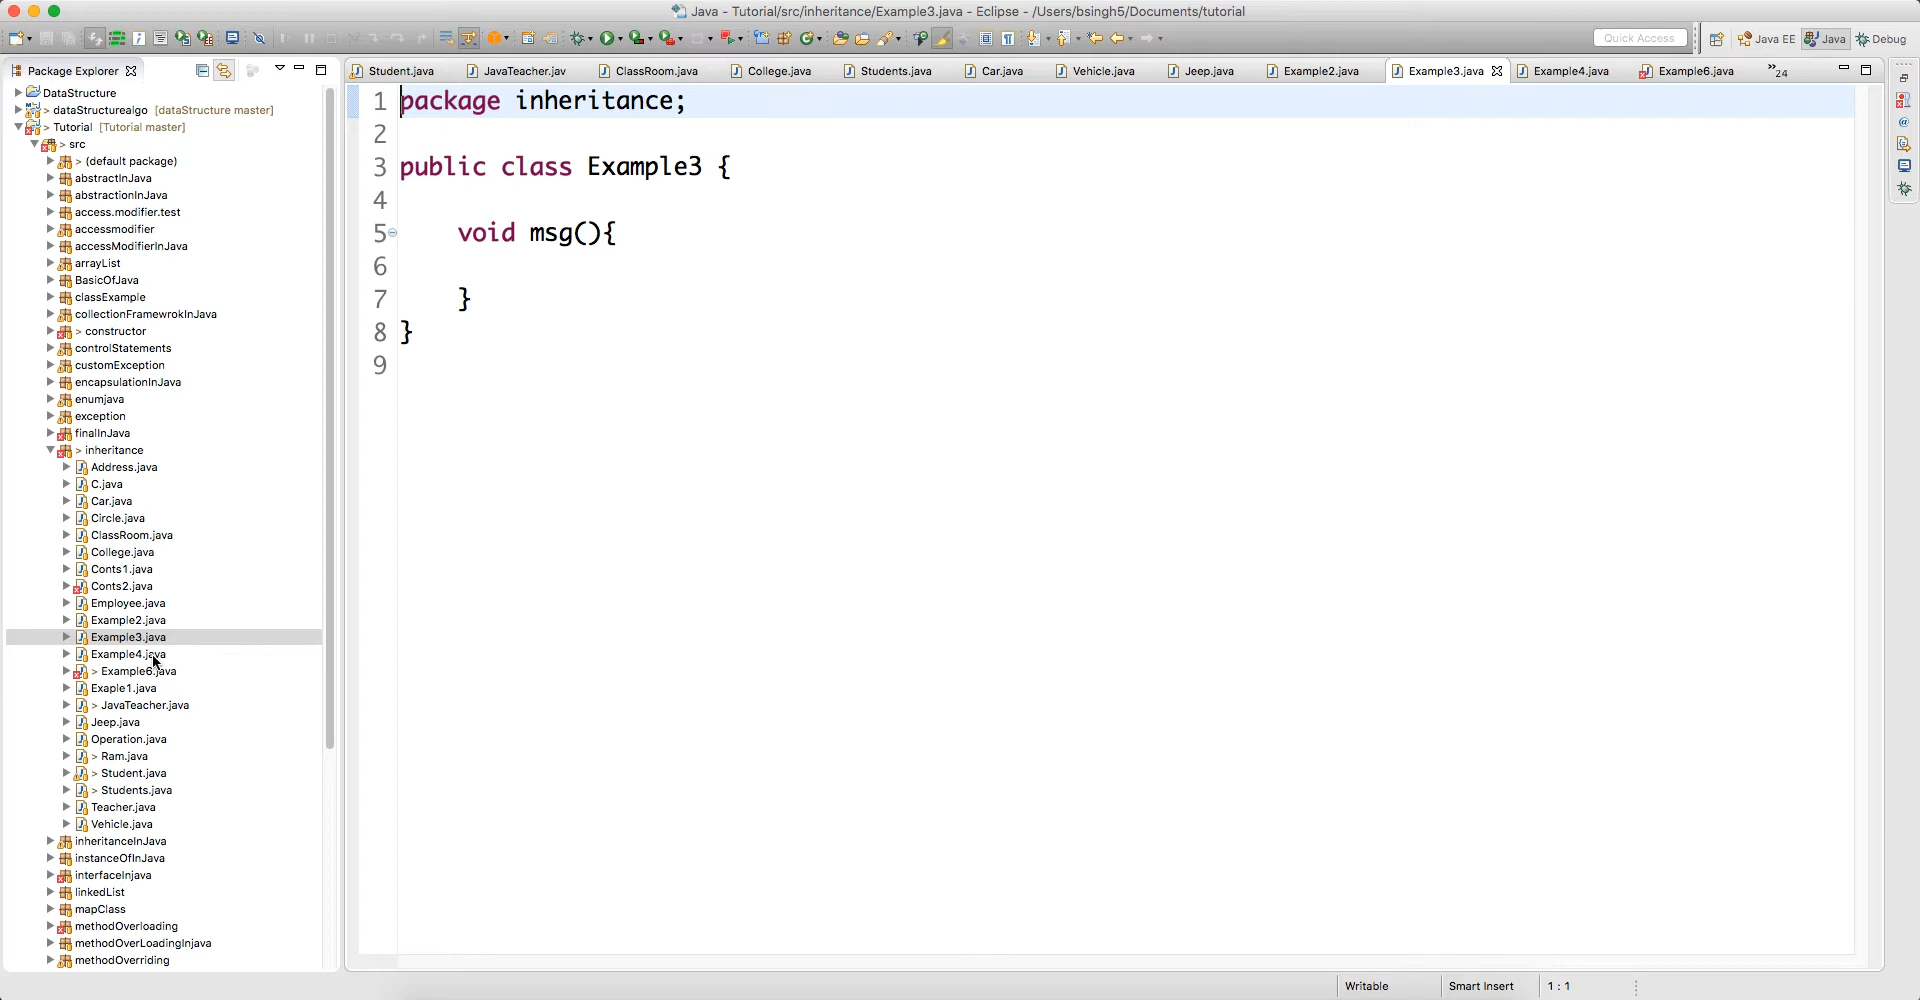 Java - Tutorial/src/inheritance/Example3.java - Eclipse - /Users/bsingh5/Documents/tutorial
Quick Access
Java EE
Java
Debug
Package Explorer
Student.java
JavaTeacher.jav
ClassRoom.java
College.java
Students.java
Car.java
Vehicle.java
Jeep.java
Example2.java
Example3.java
Example4.java
Example6.java
»24
DataStructure
> dataStructurealgo [dataStructure master]
> Tutorial [Tutorial master]
> src
> (default package)
abstractInJava
abstractionInJava
access.modifier.test
accessmodifier
accessModifierInJava
arrayList
BasicOfJava
classExample
collectionFramewrokInJava
> constructor
controlStatements
customException
encapsulationInJava
enumjava
exception
finalInJava
> inheritance
Address.java
C.java
Car.java
Circle.java
ClassRoom.java
College.java
Conts1.java
Conts2.java
Employee.java
Example2.java
Example3.java
Example4.java
> Example6.java
Exaple1.java
> JavaTeacher.java
Jeep.java
Operation.java
> Ram.java
> Student.java
> Students.java
Teacher.java
Vehicle.java
inheritanceInJava
instanceOfInJava
interfaceInjava
linkedList
mapClass
methodOverloading
methodOverLoadingInjava
methodOverriding
1 package inheritance;
2
3 public class Example3 {
4
5 void msg(){
6
7 }
8 }
9
Writable
Smart Insert
1 : 1